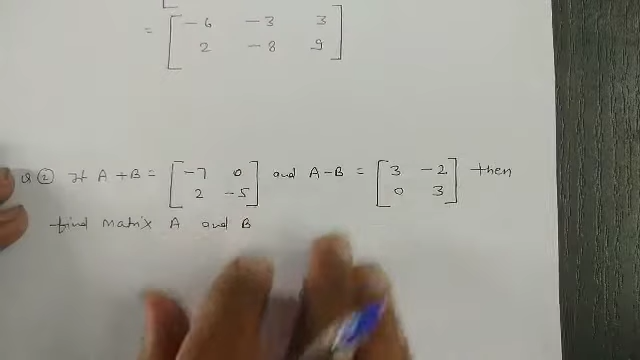 = [ -6 -3 3
2 -8 9 ]
Q ② If A + B = [ -7 0 and A - B = [ 3 -2 then
2 -5 ] 0 3 ]
find matrix A and B